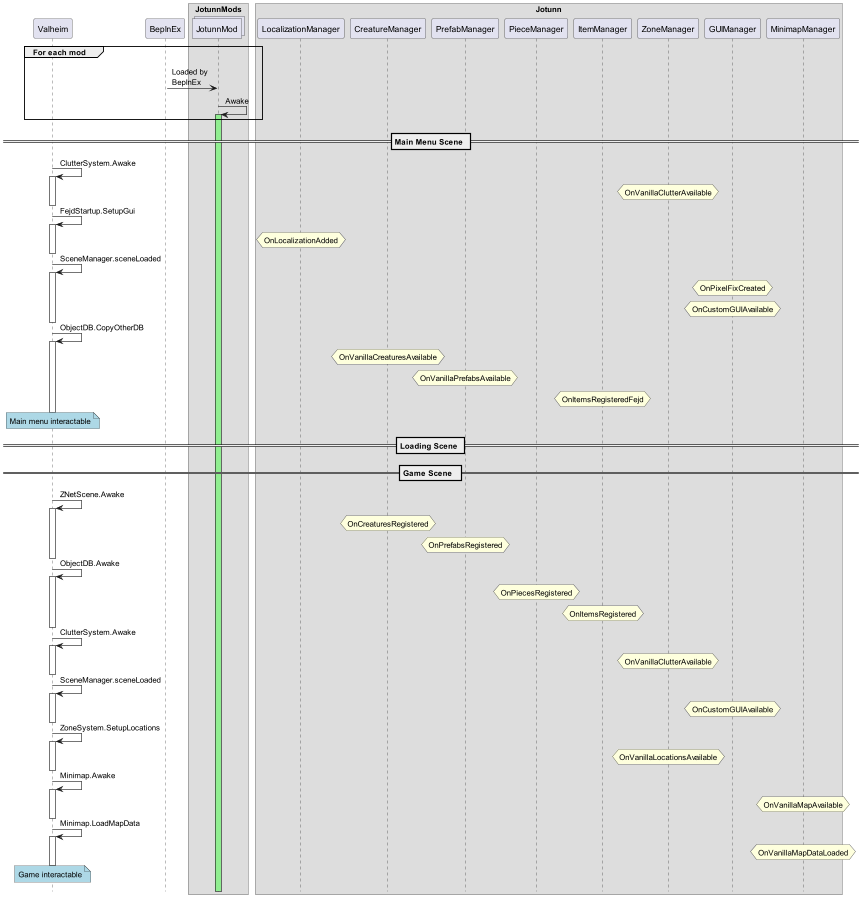 JotunnMods
Jotunn
Valheim
BepInEx
JotunnMod
LocalizationManager
CreatureManager
PrefabManager
PieceManager
ItemManager
ZoneManager
GUIManager
MinimapManager
For each mod
Loaded by
BepInEx
Awake
Main Menu Scene
ClutterSystem.Awake
OnVanillaClutterAvailable
FejdStartup.SetupGui
OnLocalizationAdded
SceneManager.sceneLoaded
OnPixelFixCreated
OnCustomGUIAvailable
ObjectDB.CopyOtherDB
OnVanillaCreaturesAvailable
OnVanillaPrefabsAvailable
OnItemsRegisteredFejd
Main menu interactable
Loading Scene
Game Scene
ZNetScene.Awake
OnCreaturesRegistered
OnPrefabsRegistered
ObjectDB.Awake
OnPiecesRegistered
OnItemsRegistered
ClutterSystem.Awake
OnVanillaClutterAvailable
SceneManager.sceneLoaded
OnCustomGUIAvailable
ZoneSystem.SetupLocations
OnVanillaLocationsAvailable
Minimap.Awake
OnVanillaMapAvailable
Minimap.LoadMapData
OnVanillaMapDataLoaded
Game interactable